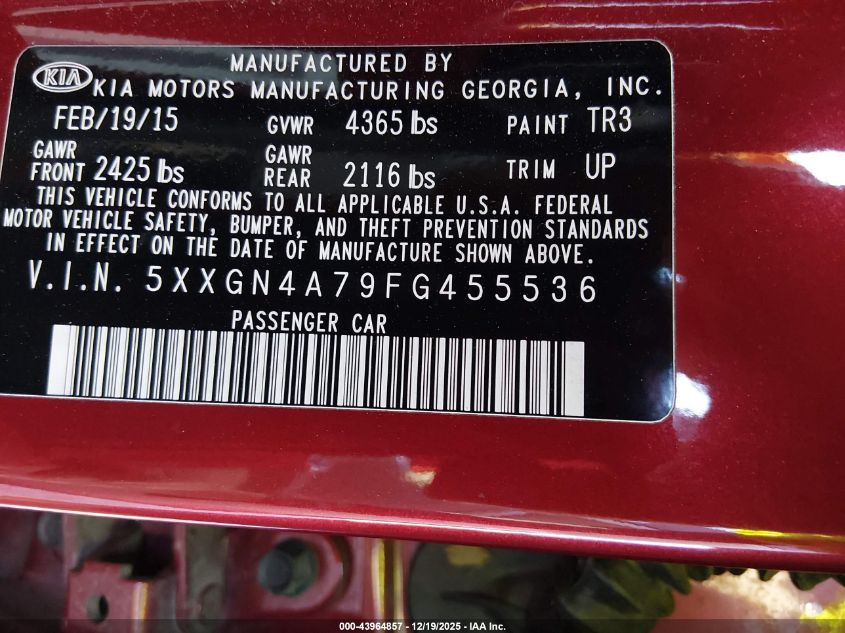 MANUFACTURED BY
KIA KIA MOTORS MANUFACTURING GEORGIA, INC.
FEB/19/15 GVWR 4365 lbs PAINT TR3
GAWR FRONT 2425 lbs GAWR REAR 2116 lbs TRIM UP
THIS VEHICLE CONFORMS TO ALL APPLICABLE U.S.A. FEDERAL
MOTOR VEHICLE SAFETY, BUMPER, AND THEFT PREVENTION STANDARDS
IN EFFECT ON THE DATE OF MANUFACTURE SHOWN ABOVE.
V.I.N. 5XXGN4A79FG455536
PASSENGER CAR
000-43964857 - 12/19/2025 - IAA Inc.